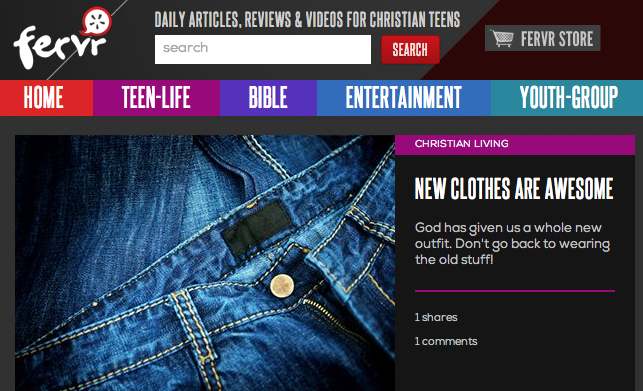 fervr
DAILY ARTICLES, REVIEWS & VIDEOS FOR CHRISTIAN TEENS
search
SEARCH
FERVR STORE
HOME
TEEN-LIFE
BIBLE
ENTERTAINMENT
YOUTH-GROUP
CHRISTIAN LIVING
NEW CLOTHES ARE AWESOME
God has given us a whole new
outfit. Don't go back to wearing
the old stuff!
1 shares
1 comments